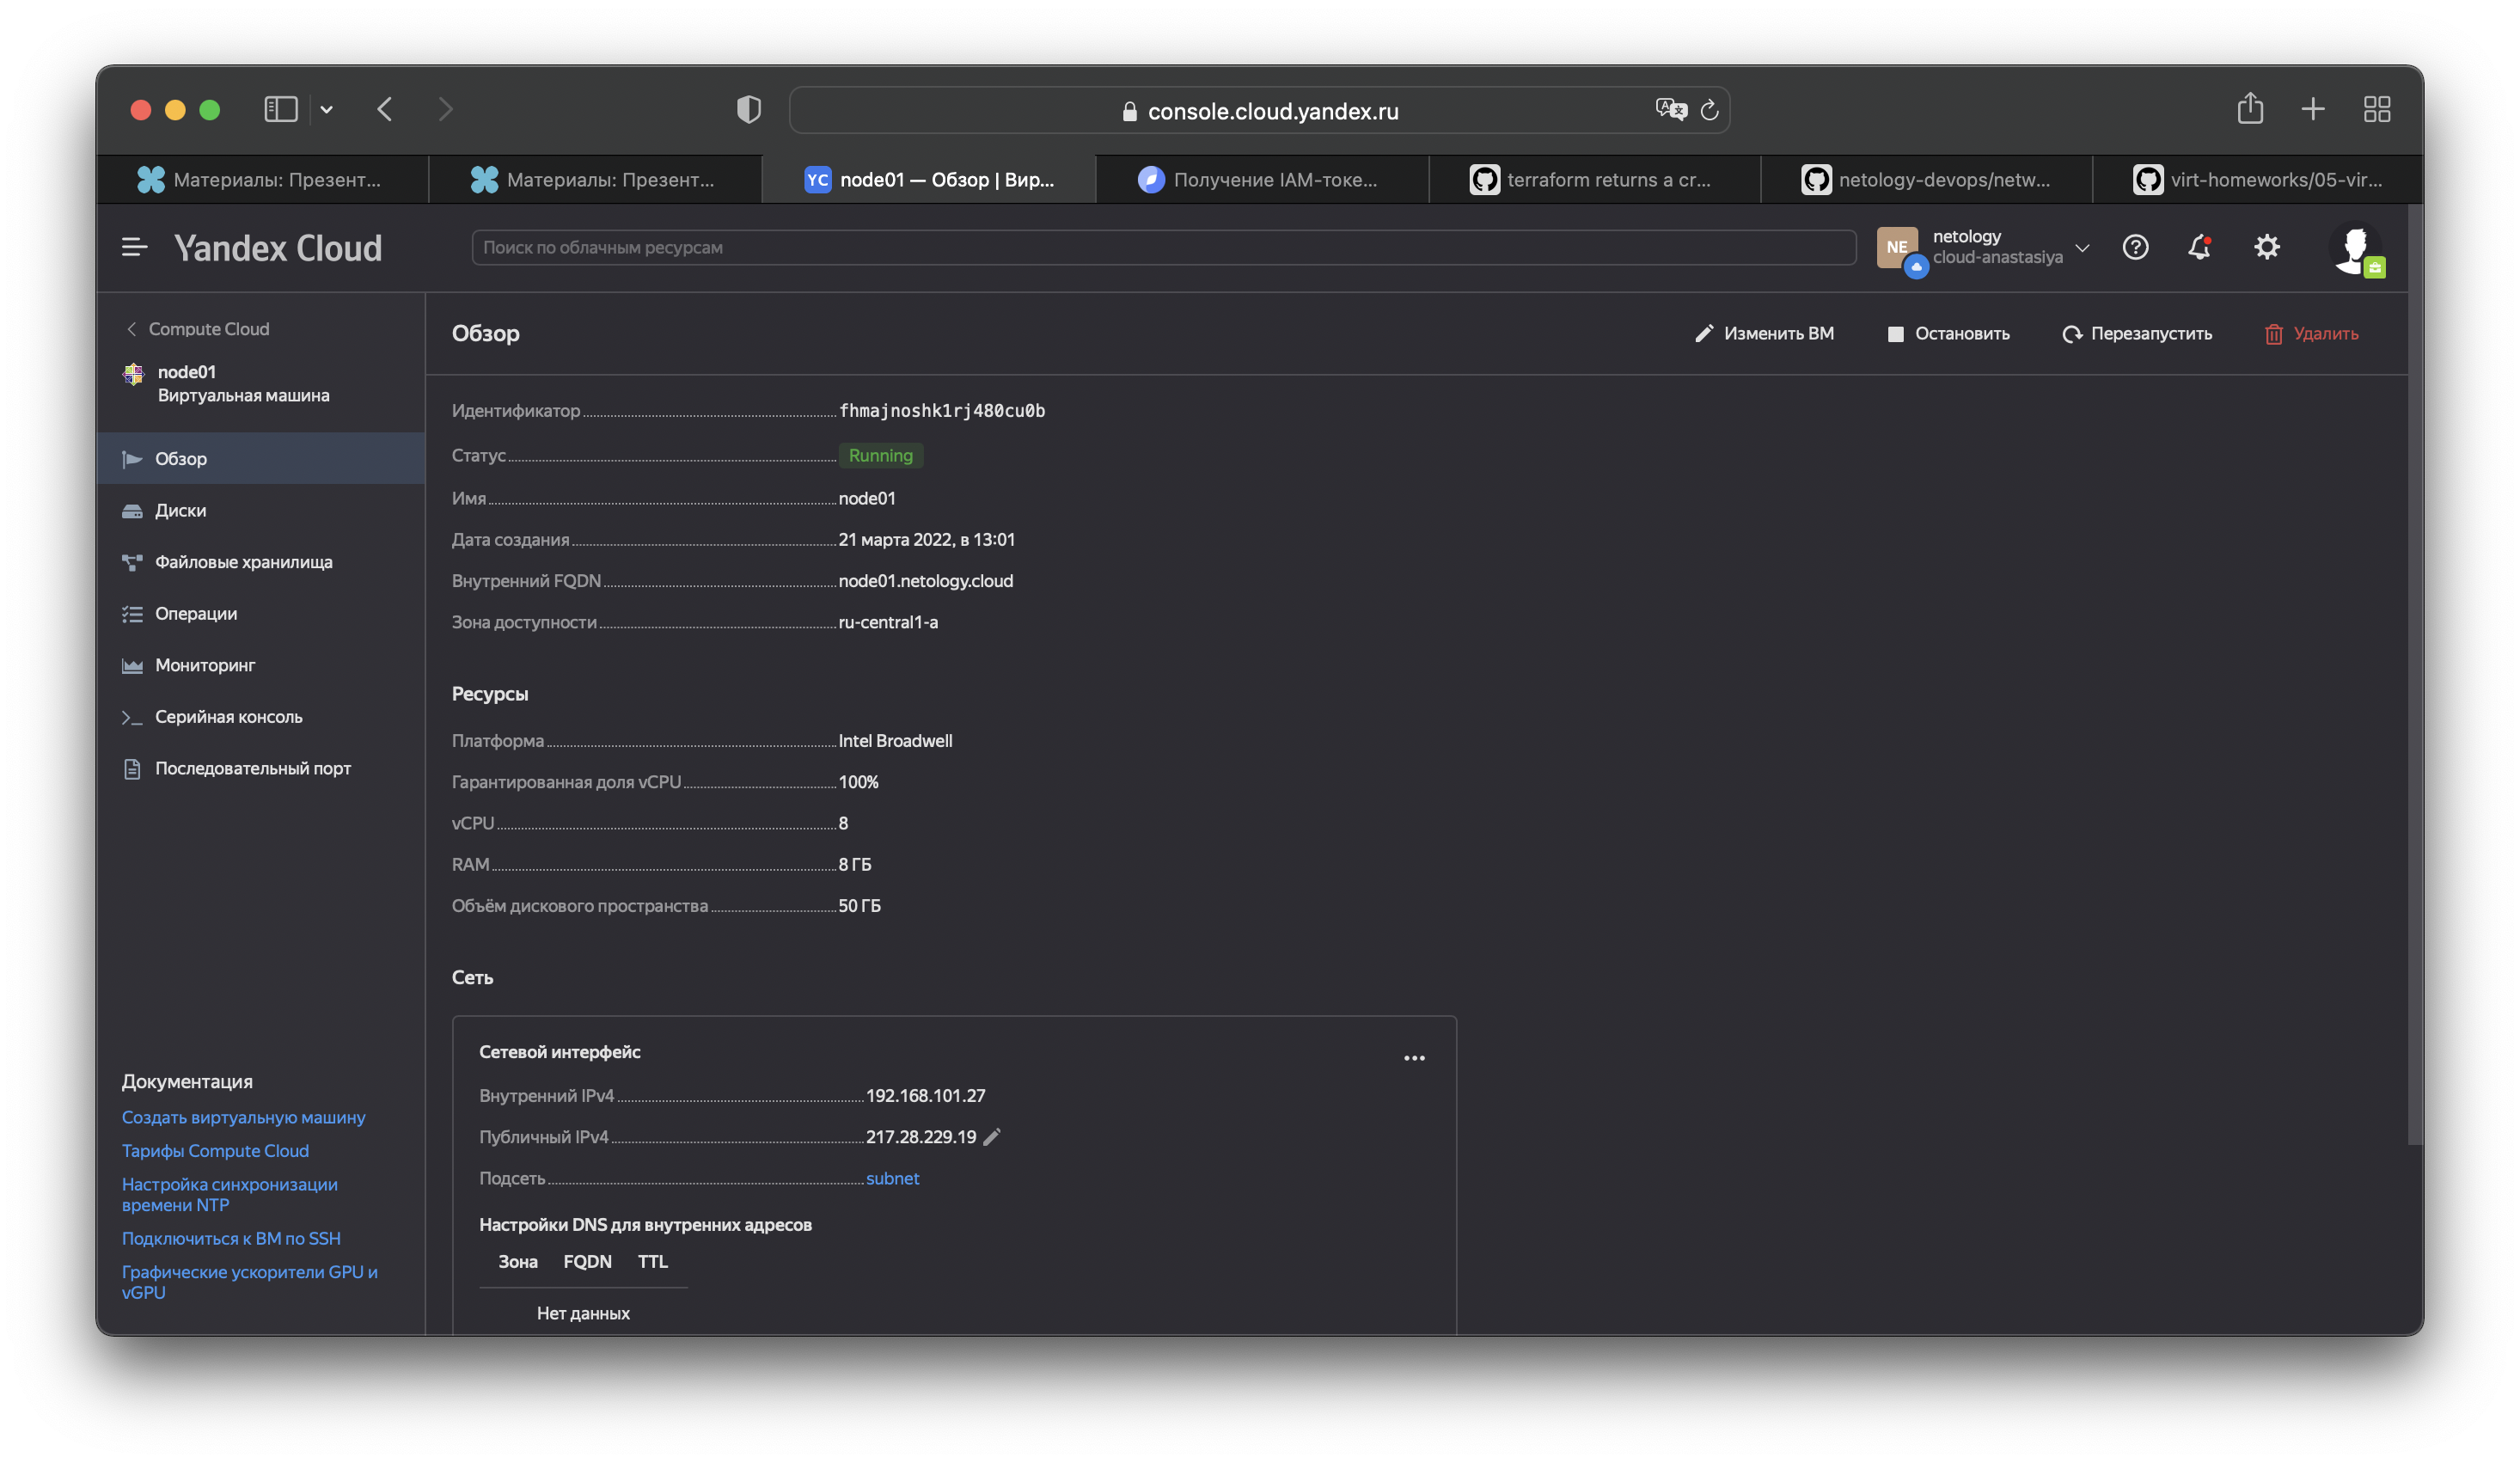 console.cloud.yandex.ru
Материалы: Презент...
Материалы: Презент...
YC node01 — Обзор | Вир...
Получение IAM-токе...
terraform returns a cr...
netology-devops/netw...
virt-homeworks/05-vir...
Yandex Cloud
Поиск по облачным ресурсам
NE
netology
cloud-anastasiya
Compute Cloud
node01
Виртуальная машина
Обзор
Диски
Файловые хранилища
Операции
Мониторинг
Серийная консоль
Последовательный порт
Документация
Создать виртуальную машину
Тарифы Compute Cloud
Настройка синхронизации
времени NTP
Подключиться к ВМ по SSH
Графические ускорители GPU и
vGPU
Обзор
Изменить ВМ
Остановить
Перезапустить
Удалить
Идентификатор fhmajnoshk1rj480cu0b
Статус Running
Имя node01
Дата создания 21 марта 2022, в 13:01
Внутренний FQDN node01.netology.cloud
Зона доступности ru-central1-a
Ресурсы
Платформа Intel Broadwell
Гарантированная доля vCPU 100%
vCPU 8
RAM 8 ГБ
Объём дискового пространства 50 ГБ
Сеть
Сетевой интерфейс
Внутренний IPv4 192.168.101.27
Публичный IPv4 217.28.229.19
Подсеть subnet
Настройки DNS для внутренних адресов
Зона FQDN TTL
Нет данных